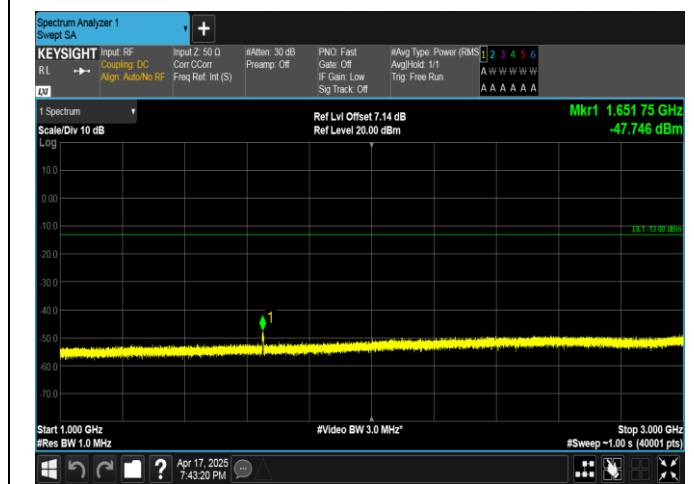 Spectrum Analyzer 1
Swept SA
+
KEYSIGHT
RL
Input: RF
Coupling: DC
Align: Auto/No RF
Input Z: 50 Ω
Corr CCorr
Freq Ref: Int (S)
#Atten: 30 dB
Preamp: Off
PNO: Fast
Gate: Off
IF Gain: Low
Sig Track: Off
#Avg Type: Power (RMS
Avg|Hold: 1/1
Trig: Free Run
1 2 3 4 5 6
A W W W W W
A A A A A A
LXI
1 Spectrum
Scale/Div 10 dB
Log
Ref Lvl Offset 7.14 dB
Ref Level 20.00 dBm
Mkr1 1.651 75 GHz
-47.746 dBm
10.0
0.00
-10.0
DL1 -13.00 dBm
-20.0
-30.0
-40.0
1
-50.0
-60.0
-70.0
Start 1.000 GHz
#Res BW 1.0 MHz
#Video BW 3.0 MHz*
Stop 3.000 GHz
#Sweep ~1.00 s (40001 pts)
?
Apr 17, 2025
7:43:20 PM